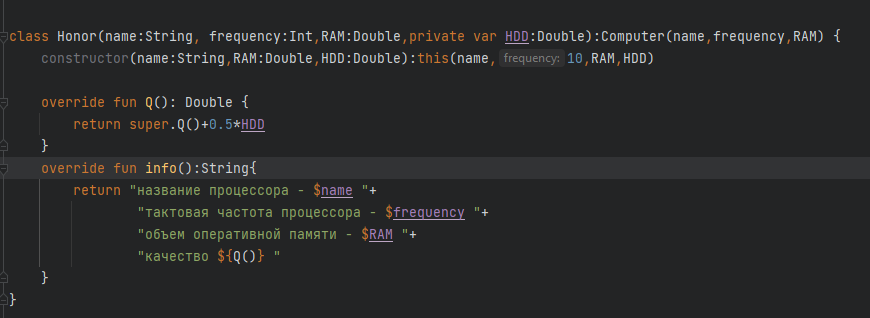 class Honor(name:String, frequency:Int,RAM:Double,private var HDD:Double):Computer(name,frequency,RAM) {
    constructor(name:String,RAM:Double,HDD:Double):this(name, frequency: 10,RAM,HDD)

    override fun Q(): Double {
        return super.Q()+0.5*HDD
    }
    override fun info():String{
        return "название процессора - $name "+
                "тактовая частота процессора - $frequency "+
                "объем оперативной памяти - $RAM "+
                "качество ${Q()} "
    }
}